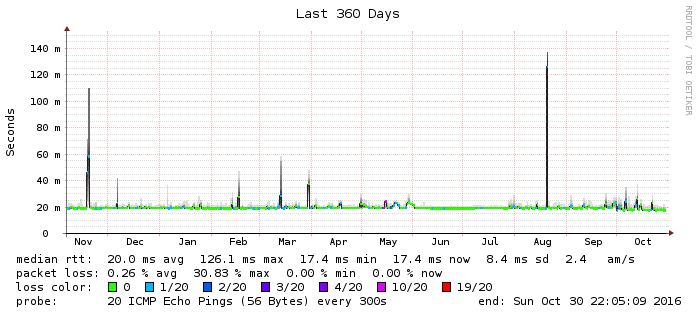 Last 360 Days
RRDTOOL / TOBI OETIKER
Seconds
140 m
120 m
100 m
80 m
60 m
40 m
20 m
0
Nov Dec Jan Feb Mar Apr May Jun Jul Aug Sep Oct
median rtt: 20.0 ms avg 126.1 ms max 17.4 ms min 17.4 ms now 8.4 ms sd 2.4 am/s
packet loss: 0.26 % avg 30.83 % max 0.00 % min 0.00 % now
loss color: 0 1/20 2/20 3/20 4/20 10/20 19/20
probe: 20 ICMP Echo Pings (56 Bytes) every 300s end: Sun Oct 30 22:05:09 2016